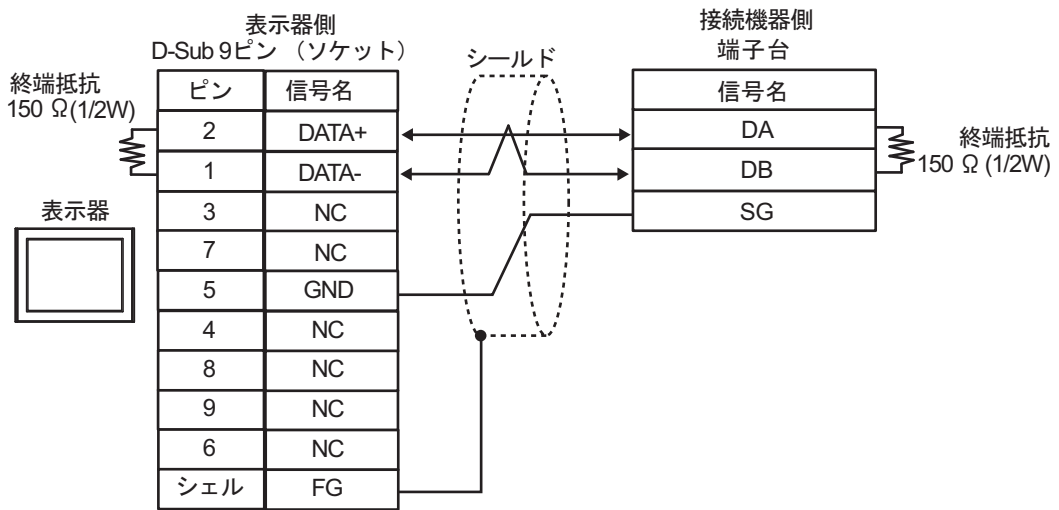 表示器側
D-Sub 9ピン （ソケット）
シールド
接続機器側
端子台
終端抵抗
150 Ω(1/2W)
ピン 信号名
2 DATA+
1 DATA-
3 NC
7 NC
5 GND
4 NC
8 NC
9 NC
6 NC
シェル FG
表示器
信号名
DA
DB
SG
終端抵抗
150 Ω (1/2W)